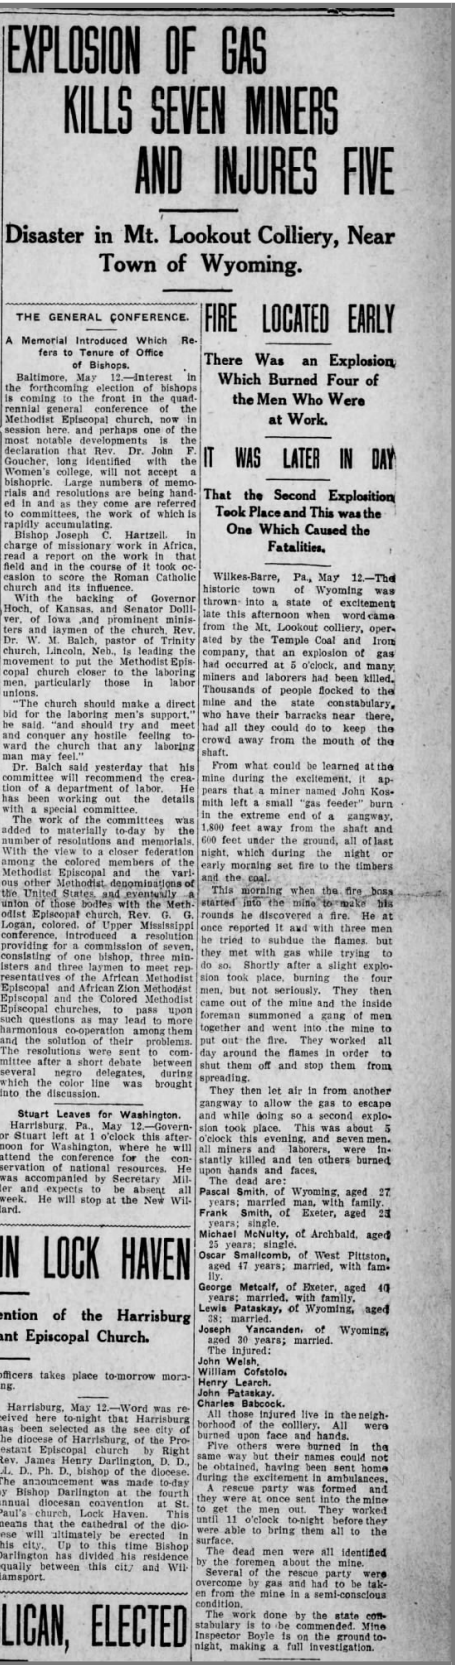 EXPLOSION OF GAS
KILLS SEVEN MINERS
AND INJURES FIVE
Disaster in Mt. Lookout Colliery, Near
Town of Wyoming.
THE GENERAL CONFERENCE.
A Memorial Introduced Which Re-
fers to Tenure of Office
of Bishops.
Baltimore, May 12.—Interest in
the forthcoming election of bishops
is coming to the front in the quad-
rennial general conference of the
Methodist Episcopal church, now in
session here. and perhaps one of the
most notable developments is the
declaration that Rev. Dr. John F.
Goucher, long identified with the
Women's college, will not accept a
bishopric. Large numbers of memo-
rials and resolutions are being hand-
ed in and as they come are referred
to committees, the work of which is
rapidly accumulating.
Bishop Joseph C. Hartzell. in
charge of missionary work in Africa,
read a report on the work in that
field and in the course of it took oc-
casion to score the Roman Catholic
church and its influence.
With the backing of Governor
Hoch, of Kansas, and Senator Dolli-
ver, of Iowa ,and prominent minis-
ters and laymen of the church, Rev.
Dr. W. M. Balch, pastor of Trinity
church, Lincoln, Neb., is leading the
movement to put the Methodist Epis-
copal church closer to the laboring
men, particularly those in labor
unions.
"The church should make a direct
bid for the laboring men's support,"
he said. "and should try and meet
and conquer any hostile feeling to-
ward the church that any laboring
man may feel."
Dr. Balch said yesterday that his
committee will recommend the crea-
tion of a department of labor. He
has been working out the details
with a special committee.
The work of the committees was
added to materially to-day by the
number of resolutions and memorials.
With the view to a closer federation
among the colored members of the
Methodist Episcopal and the vari-
ous other Methodist denominations of
the United States, and eventually a
union of those bodies with the Meth-
odist Episcopal church, Rev. G. G.
Logan, colored, of Upper Mississippi
conference, introduced a resolution
providing for a commission of seven,
consisting of one bishop, three min-
isters and three laymen to meet rep-
resentatives of the African Methodist
Episcopal and African Zion Methodist
Episcopal and the Colored Methodist
Episcopal churches, to pass upon
such questions as may lead to more
harmonious co-operation among them
and the solution of their problems.
The resolutions were sent to com-
mittee after a short debate between
several negro delegates, during
which the color line was brought
into the discussion.
Stuart Leaves for Washington.
Harrisburg, Pa., May 12.—Govern-
or Stuart left at 1 o'clock this after-
noon for Washington, where he will
attend the conference for the con-
servation of national resources. He
was accompanied by Secretary Mil-
ler and expects to be absent all
week. He will stop at the New Wil-
lard.
IN LOCK HAVEN
ention of the Harrisburg
ant Episcopal Church.
officers takes place to-morrow morn-
ng.
Harrisburg, May 12.—Word was re-
ceived here to-night that Harrisburg
has been selected as the see city of
the diocese of Harrisburg, of the Pro-
estant Episcopal church by Right
Rev. James Henry Darlington, D. D.,
LL. D., Ph. D., bishop of the diocese.
The announcement was made to-day
by Bishop Darlington at the fourth
annual diocesan convention at St.
Paul's church, Lock Haven. This
means that the cathedral of the dio-
cese will ultimately be erected in
this city. Up to this time Bishop
Darlington has divided his residence
equally between this city and Wil-
liamsport.
LICAN, ELECTED
FIRE LOCATED EARLY
There Was an Explosion
Which Burned Four of
the Men Who Were
at Work.
IT WAS LATER IN DAY
That the Second Explosition
Took Place and This was the
One Which Caused the
Fatalities.
Wilkes-Barre, Pa., May 12.—The
historic town of Wyoming was
thrown into a state of excitement
late this afternoon when word came
from the Mt. Lookout colliery, oper-
ated by the Temple Coal and Iron
company, that an explosion of gas
had occurred at 5 o'clock, and many
miners and laborers had been killed.
Thousands of people flocked to the
mine and the state constabulary,
who have their barracks near there,
had all they could do to keep the
crowd away from the mouth of the
shaft.
From what could be learned at the
mine during the excitement, it ap-
pears that a miner named John Kos-
mith left a small "gas feeder" burn
in the extreme end of a gangway,
1,800 feet away from the shaft and
600 feet under the ground, all of last
night, which during the night or
early morning set fire to the timbers
and the coal.
This morning when the fire boss
started into the mine to make his
rounds he discovered a fire. He at
once reported it and with three men
he tried to subdue the flames. but
they met with gas while trying to
do so. Shortly after a slight explo-
sion took place, burning the four
men, but not seriously. They then
came out of the mine and the inside
foreman summoned a gang of men
together and went into the mine to
put out the fire. They worked all
day around the flames in order to
shut them off and stop them from
spreading.
They then let air in from another
gangway to allow the gas to escape
and while doing so a second explo-
sion took place. This was about 5
o'clock this evening, and seven men,
all miners and laborers, were in-
stantly killed and ten others burned
upon hands and faces.
The dead are:
Pascal Smith, of Wyoming, aged 27
years; married man, with family.
Frank Smith, of Exeter, aged 23
years; single.
Michael McNulty, of Archbald, aged
25 years; single.
Oscar Smallcomb, of West Pittston,
aged 47 years; married, with fam-
ily.
George Metcalf, of Exeter, aged 40
years; married, with family.
Lewis Pataskay, of Wyoming, aged
38; married.
Joseph Yancanden, of Wyoming,
aged 30 years; married.
The injured:
John Welsh,
William Cofstolo,
Henry Learch.
John Pataskay.
Charles Babcock.
All those injured live in the neigh-
borhood of the colliery. All were
burned upon face and hands.
Five others were burned in the
same way but their names could not
be obtained, having been sent home
during the excitement in ambulances.
A rescue party was formed and
they were at once sent into the mine
to get the men out. They worked
until 11 o'clock to-night before they
were able to bring them all to the
surface.
The dead men were all identified
by the foremen about the mine.
Several of the rescue party were
overcome by gas and had to be tak-
en from the mine in a semi-conscious
condition.
The work done by the state con-
stabulary is to be commended. Mine
Inspector Boyle is on the ground to-
night, making a full investigation.